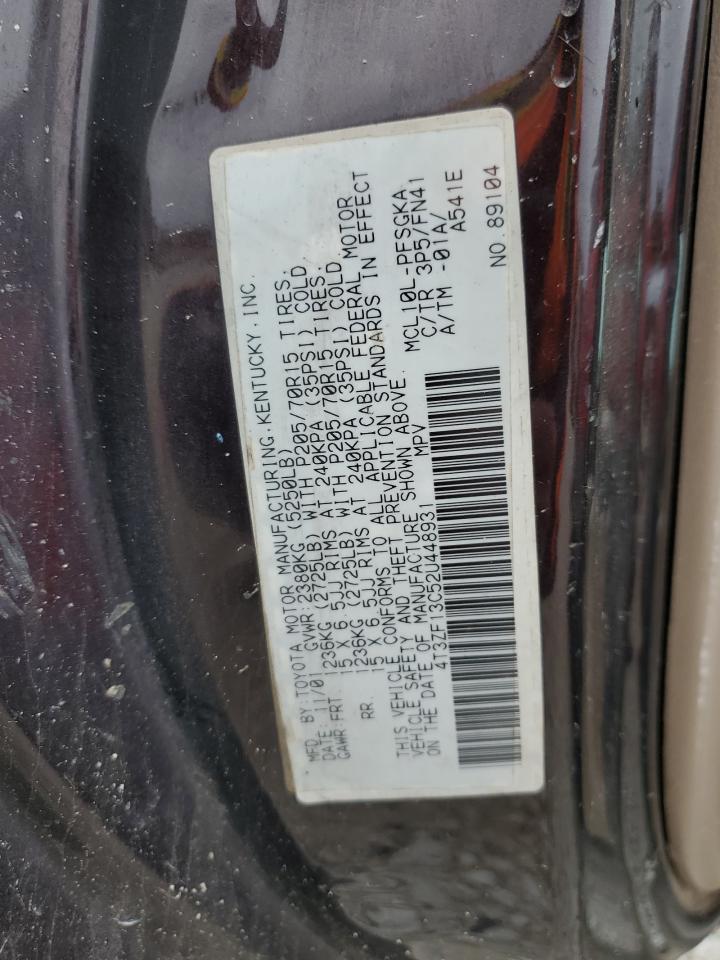 MFD. BY:TOYOTA MOTOR MANUFACTURING.KENTUCKY.INC.
DATE: 11/01 GVWR:2380KG (5250LB)
GAWR:FRT. 1236KG (2725LB) WITH P205/70R15 TIRES.
15 X 6.5JJ RIMS AT 240KPA (35PSI) COLD.
RR. 1236KG (2725LB) WITH P205/70R15 TIRES.
15 X 6.5JJ RIMS AT 240KPA (35PSI) COLD.
THIS VEHICLE CONFORMS TO ALL APPLICABLE FEDERAL MOTOR
VEHICLE SAFETY AND THEFT PREVENTION STANDARDS IN EFFECT
ON THE DATE OF MANUFACTURE SHOWN ABOVE.
4T3ZF13C52U448931 MPV
MCL10L-PFSGKA
C/TR 3P5/FN41
A/TM -01A/
A541E
NO.89104